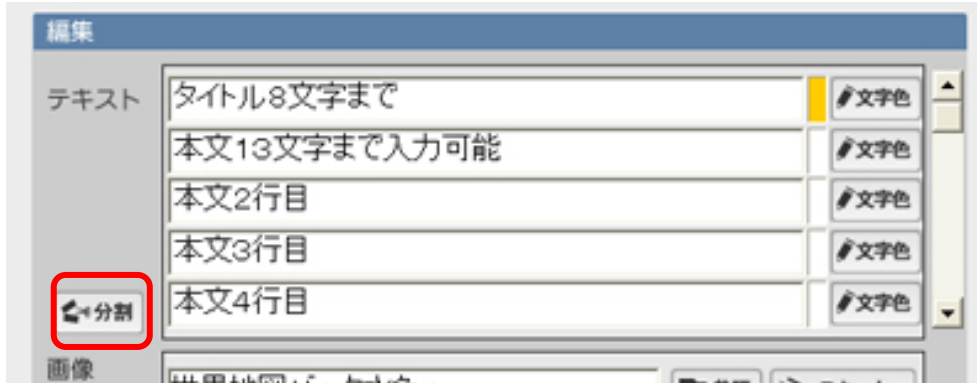 編集
テキスト
タイトル8文字まで
文字色
本文13文字まで入力可能
文字色
本文2行目
文字色
本文3行目
文字色
分割
本文4行目
文字色
画像